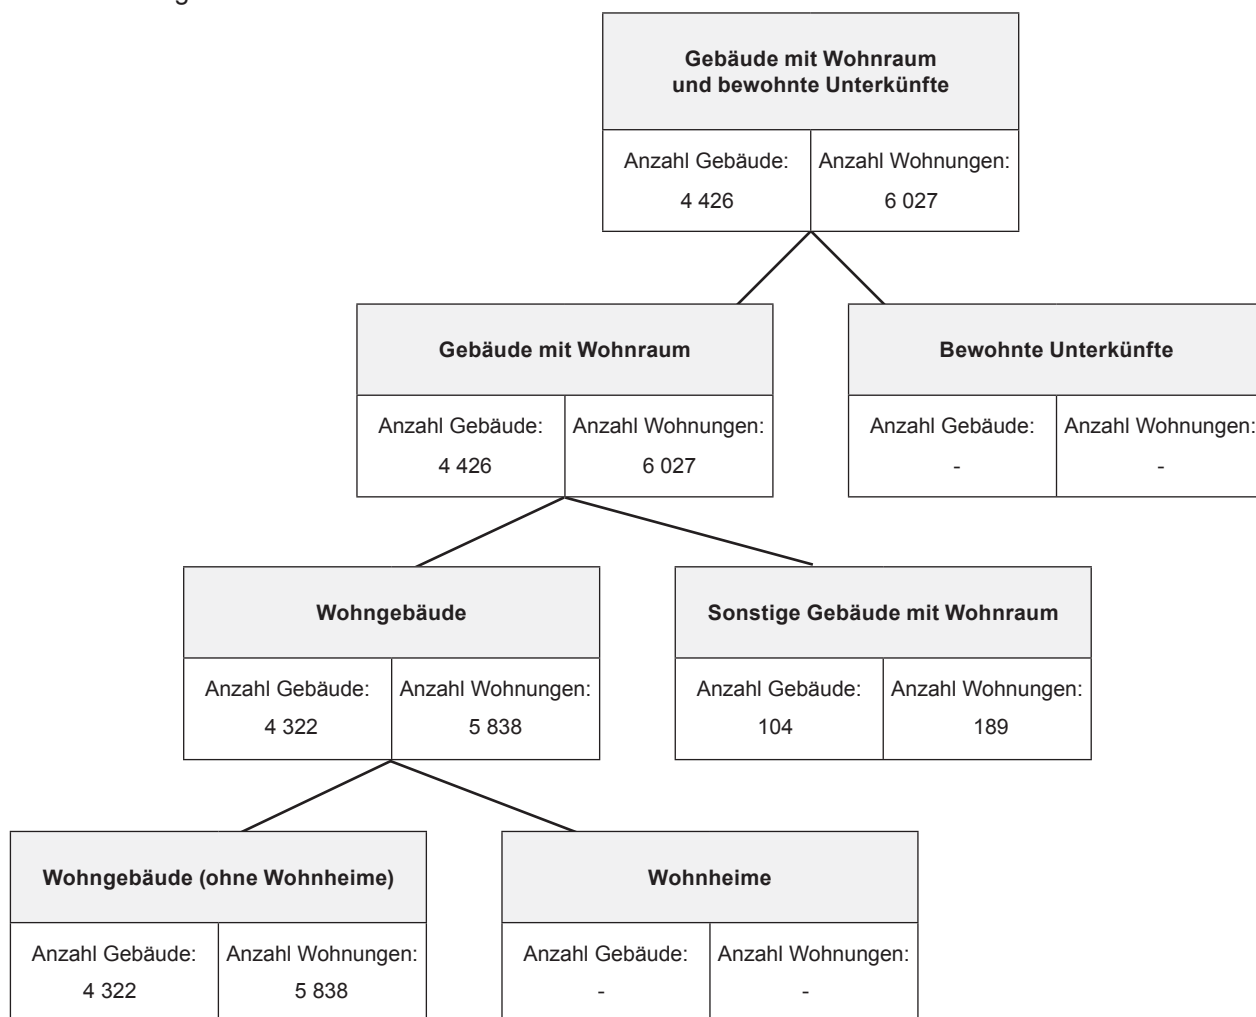 Gebäude mit Wohnraum
und bewohnte Unterkünfte
Anzahl Gebäude: Anzahl Wohnungen:
4 426 6 027
Gebäude mit Wohnraum
Anzahl Gebäude: Anzahl Wohnungen:
4 426 6 027
Bewohnte Unterkünfte
Anzahl Gebäude: Anzahl Wohnungen:
- -
Wohngebäude
Anzahl Gebäude: Anzahl Wohnungen:
4 322 5 838
Sonstige Gebäude mit Wohnraum
Anzahl Gebäude: Anzahl Wohnungen:
104 189
Wohngebäude (ohne Wohnheime)
Anzahl Gebäude: Anzahl Wohnungen:
4 322 5 838
Wohnheime
Anzahl Gebäude: Anzahl Wohnungen:
- -